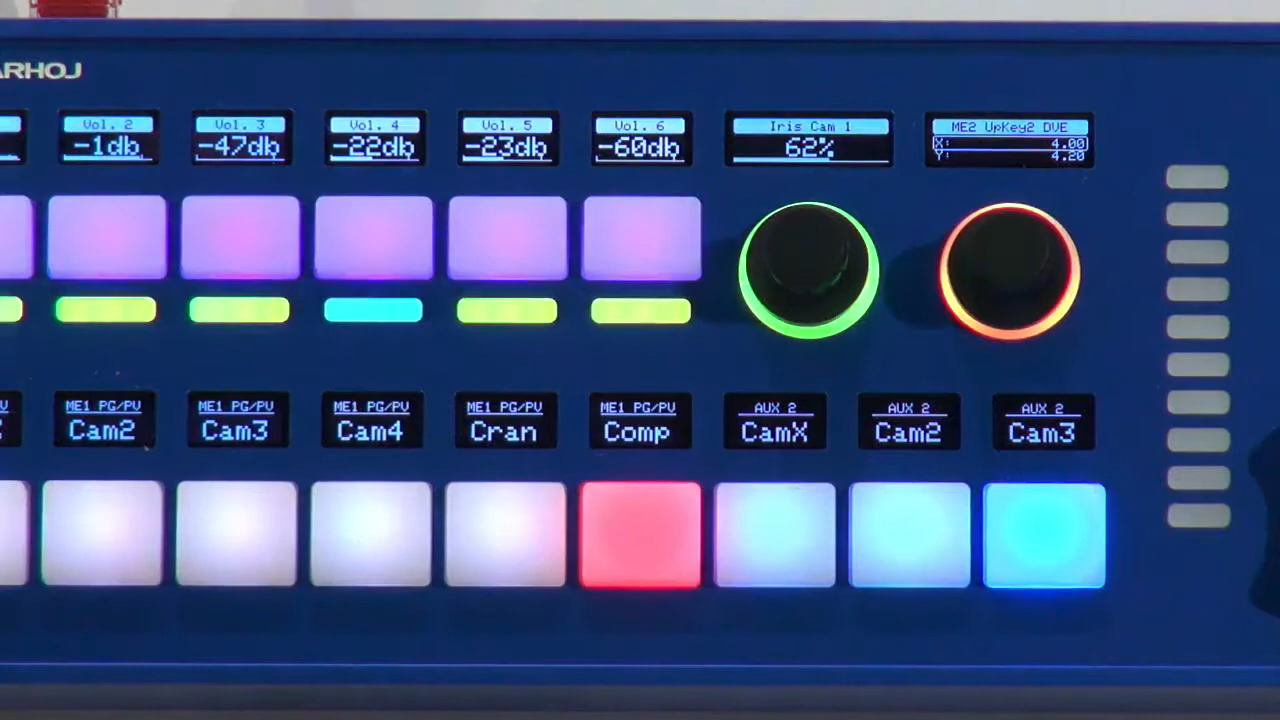 ARHOJ
Vol. 2
-1db
Vol. 3
-47db
Vol. 4
-22db
Vol. 5
-23db
Vol. 6
-60db
Iris Cam 1
62%
ME2 UpKey2 DVE
X: 4.00
Y: 4.20
ME1 PG/PV
Cam2
ME1 PG/PV
Cam3
ME1 PG/PV
Cam4
ME1 PG/PV
Cran
ME1 PG/PV
Comp
AUX 2
CamX
AUX 2
Cam2
AUX 2
Cam3